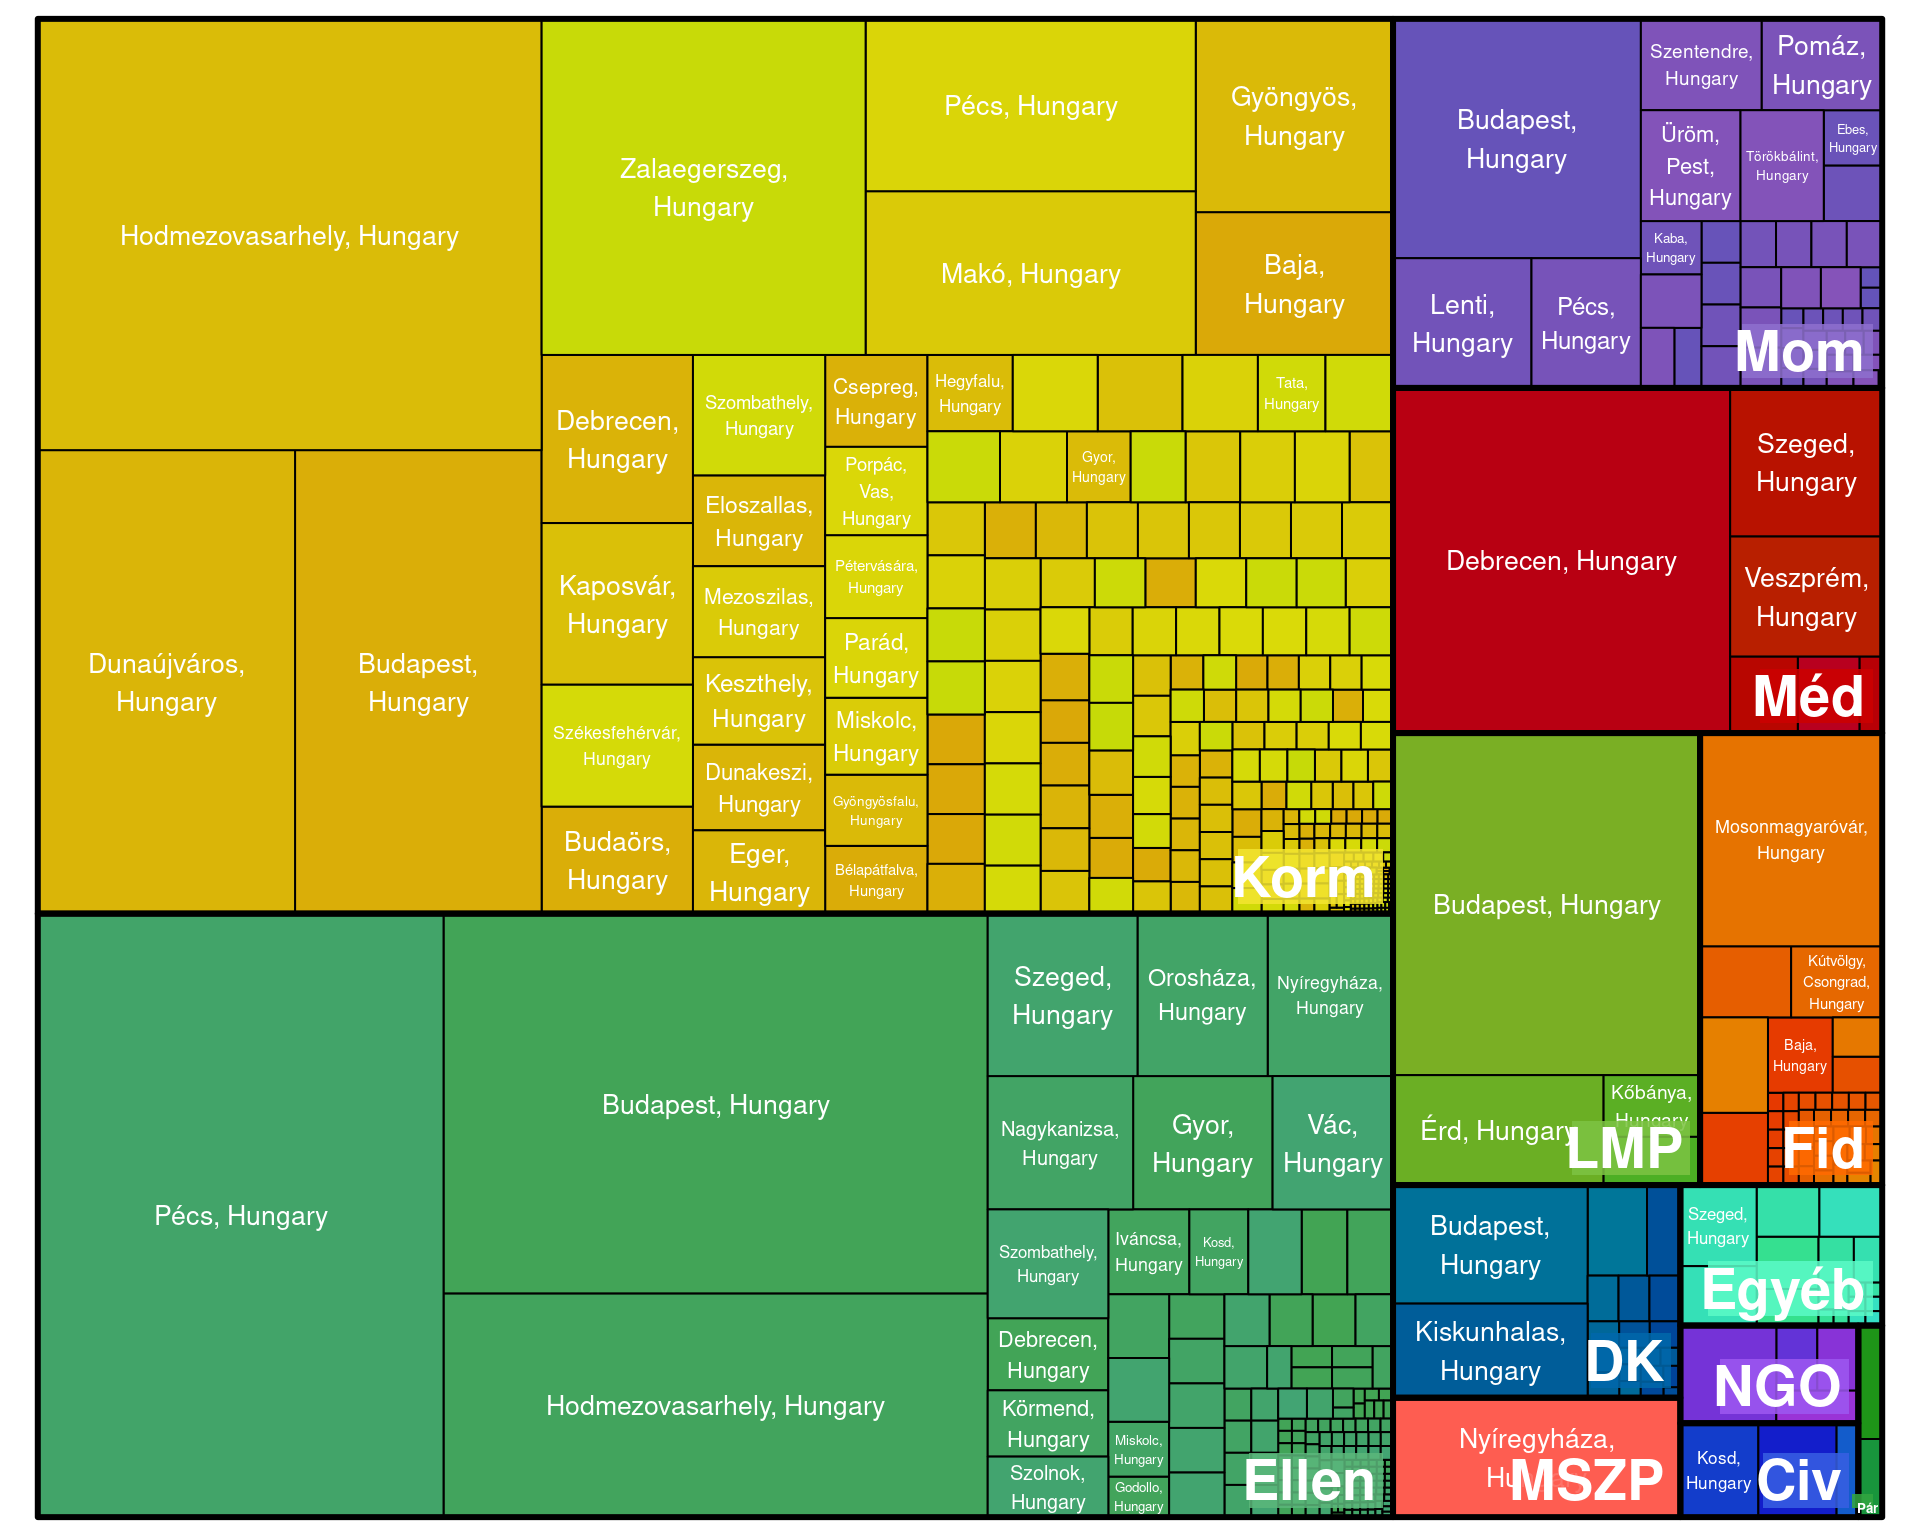 Hodmezovasarhely, Hungary
Zalaegerszeg,
Hungary
Pécs, Hungary
Makó, Hungary
Gyöngyös,
Hungary
Baja,
Hungary
Dunaújváros,
Hungary
Budapest,
Hungary
Debrecen,
Hungary
Kaposvár,
Hungary
Székesfehérvár,
Hungary
Budaörs,
Hungary
Szombathely,
Hungary
Eloszallas,
Hungary
Mezoszilas,
Hungary
Keszthely,
Hungary
Dunakeszi,
Hungary
Eger,
Hungary
Csepreg,
Hungary
Porpác,
Vas,
Hungary
Pétervására,
Hungary
Parád,
Hungary
Miskolc,
Hungary
Gyöngyösfalu,
Hungary
Bélapátfalva,
Hungary
Hegyfalu,
Hungary
Tata,
Hungary
Gyor,
Hungary
Korm
Pécs, Hungary
Budapest, Hungary
Hodmezovasarhely, Hungary
Szeged,
Hungary
Orosháza,
Hungary
Nyíregyháza,
Hungary
Nagykanizsa,
Hungary
Gyor,
Hungary
Vác,
Hungary
Szombathely,
Hungary
Iváncsa,
Hungary
Kosd,
Hungary
Debrecen,
Hungary
Körmend,
Hungary
Szolnok,
Hungary
Miskolc,
Hungary
Godollo,
Hungary
Ellen
Budapest,
Hungary
Lenti,
Hungary
Pécs,
Hungary
Szentendre,
Hungary
Pomáz,
Hungary
Üröm,
Pest,
Hungary
Törökbálint,
Hungary
Ebes,
Hungary
Kaba,
Hungary
Mom
Debrecen, Hungary
Szeged,
Hungary
Veszprém,
Hungary
Méd
Budapest, Hungary
Érd, Hungary
Kőbánya,
Hungary
LMP
Mosonmagyaróvár,
Hungary
Kútvölgy,
Csongrad,
Hungary
Baja,
Hungary
Fid
Budapest,
Hungary
Kiskunhalas,
Hungary
DK
Szeged,
Hungary
Egyéb
NGO
Nyíregyháza,
MSZP
Kosd,
Hungary
Civ
Pár